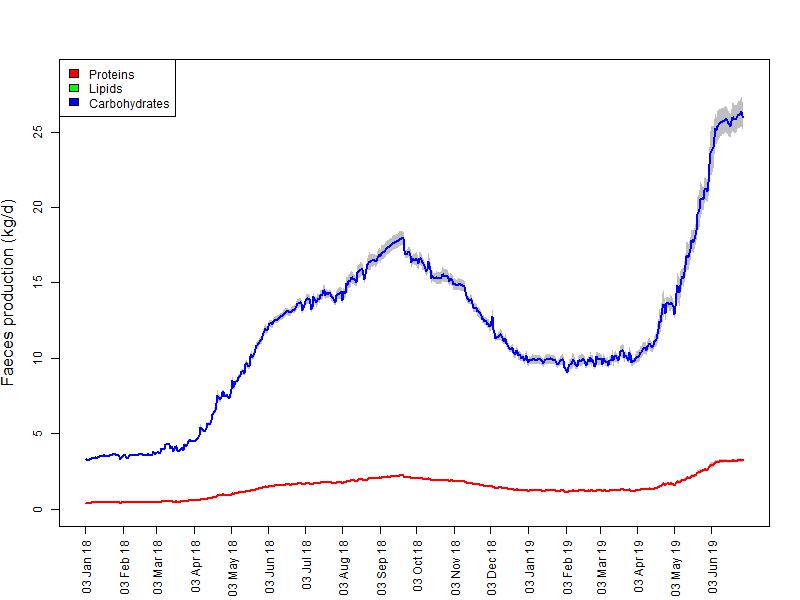 Proteins
Lipids
Carbohydrates
Faeces production (kg/d)
25
20
15
10
5
0
03 Jan 18
03 Feb 18
03 Mar 18
03 Apr 18
03 May 18
03 Jun 18
03 Jul 18
03 Aug 18
03 Sep 18
03 Oct 18
03 Nov 18
03 Dec 18
03 Jan 19
03 Feb 19
03 Mar 19
03 Apr 19
03 May 19
03 Jun 19